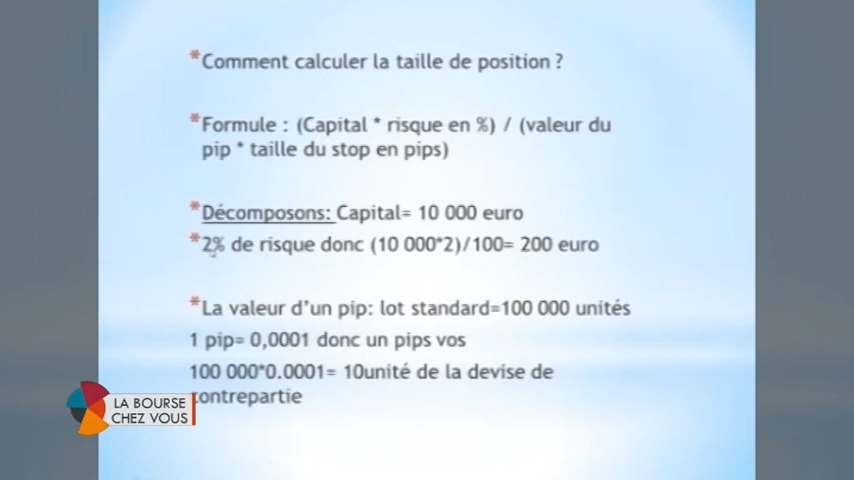 *Comment calculer la taille de position ?
*Formule : (Capital * risque en %) / (valeur du
pip * taille du stop en pips)
*Décomposons: Capital= 10 000 euro
*2% de risque donc (10 000*2)/100= 200 euro
*La valeur d'un pip: lot standard=100 000 unités
1 pip= 0,0001 donc un pips vos
100 000*0.0001= 10unité de la devise de
contrepartie
LA BOURSE
CHEZ VOUS